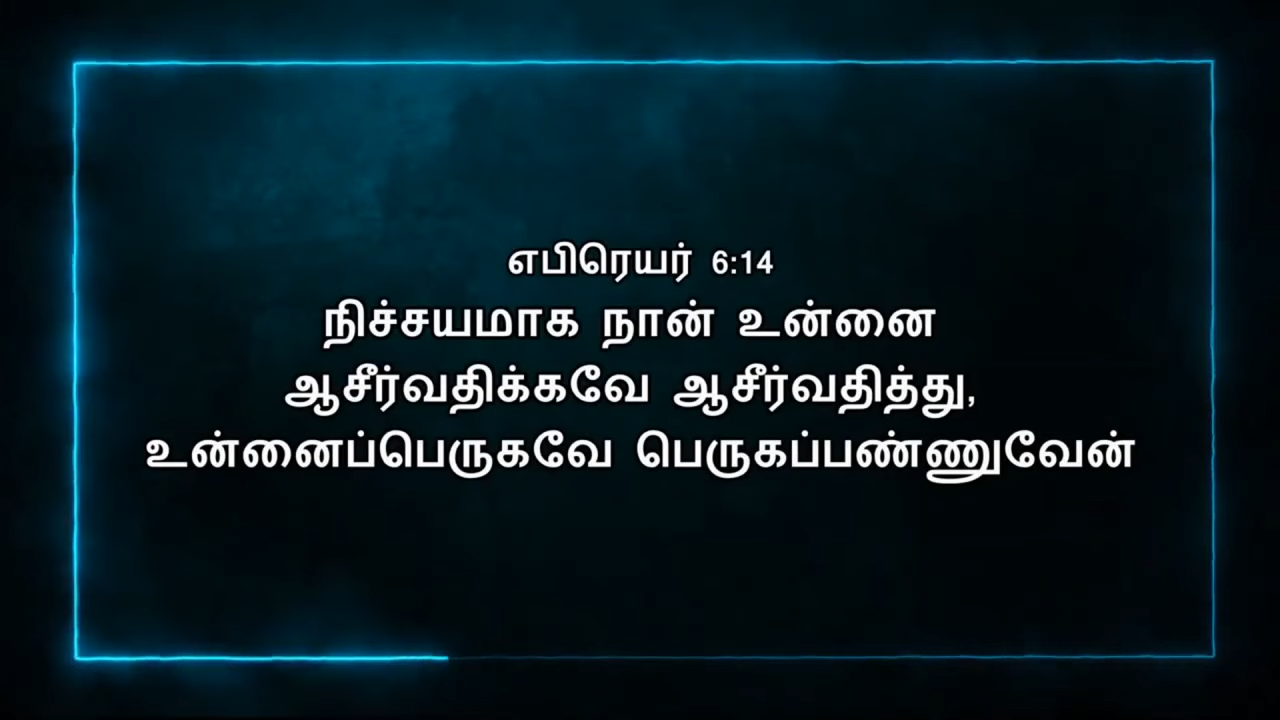 எபிரெயர் 6:14
நிச்சயமாக நான் உன்னை
ஆசீர்வதிக்கவே ஆசீர்வதித்து,
உன்னைப்பெருகவே பெருகப்பண்ணுவேன்